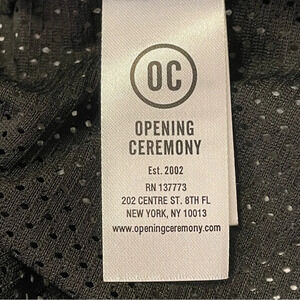 OC
OPENING
CEREMONY
Est. 2002
RN 137773
202 CENTRE ST. 8TH FL
NEW YORK, NY 10013
www.openingceremony.com